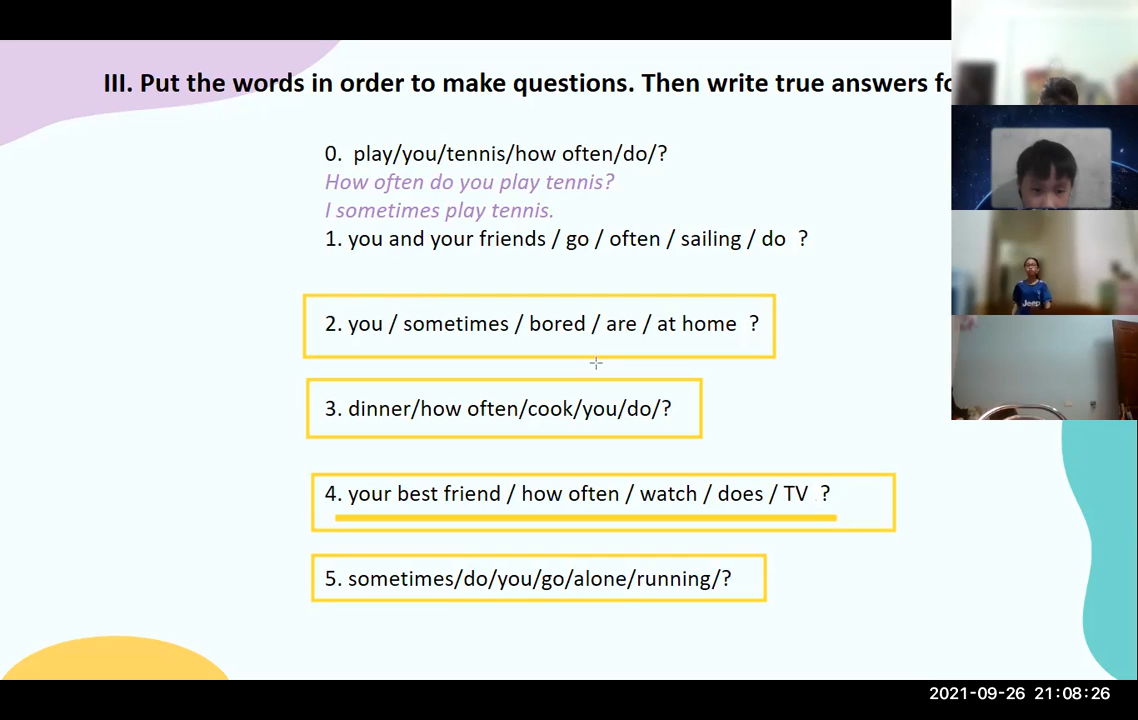 III. Put the words in order to make questions. Then write true answers fo
0. play/you/tennis/how often/do/?
How often do you play tennis?
I sometimes play tennis.
1. you and your friends / go / often / sailing / do ?
2. you / sometimes / bored / are / at home ?
3. dinner/how often/cook/you/do/?
4. your best friend / how often / watch / does / TV ?
5. sometimes/do/you/go/alone/running/?
Jeep
2021-09-26 21:08:26